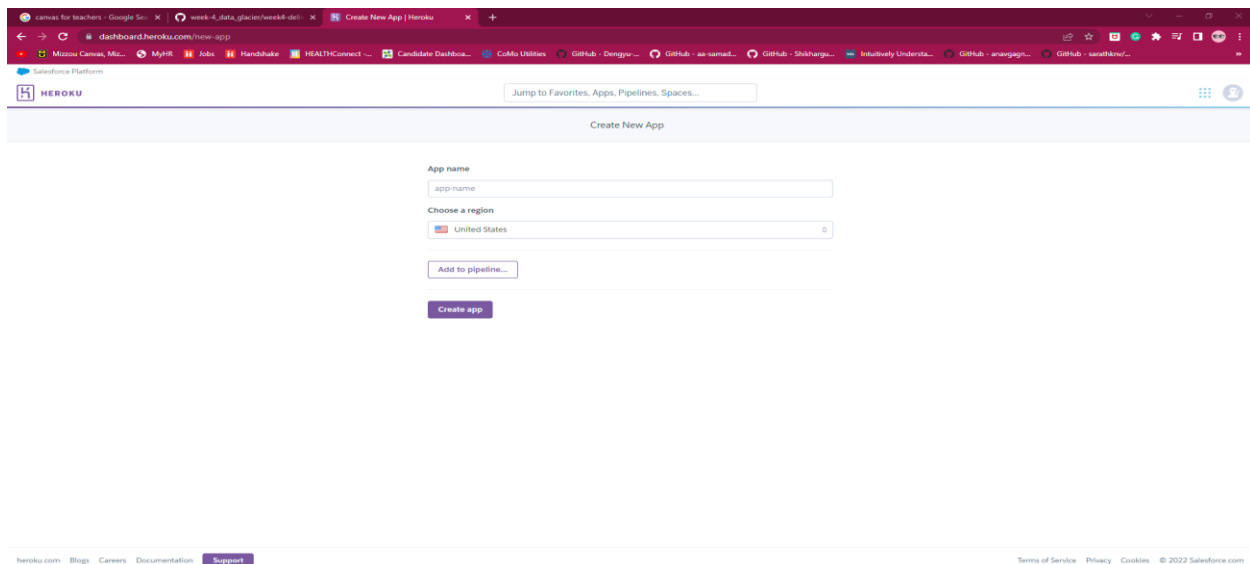 canvas for teachers - Google Sea
week-4_data_glacier/week4-deliv
Create New App | Heroku
dashboard.heroku.com/new-app
Mizzou Canvas, Miz... MyHR Jobs Handshake HEALTHConnect -... Candidate Dashboa... CoMo Utilities GitHub - Dengyu-... GitHub - aa-samad... GitHub - Shikhargu... Intuitively Understa... GitHub - anavgagn... GitHub - sarathkre/...
Salesforce Platform
HEROKU
Jump to Favorites, Apps, Pipelines, Spaces...
Create New App
App name
app-name
Choose a region
United States
Add to pipeline...
Create app
heroku.com Blogs Careers Documentation Support
Terms of Service Privacy Cookies © 2022 Salesforce.com